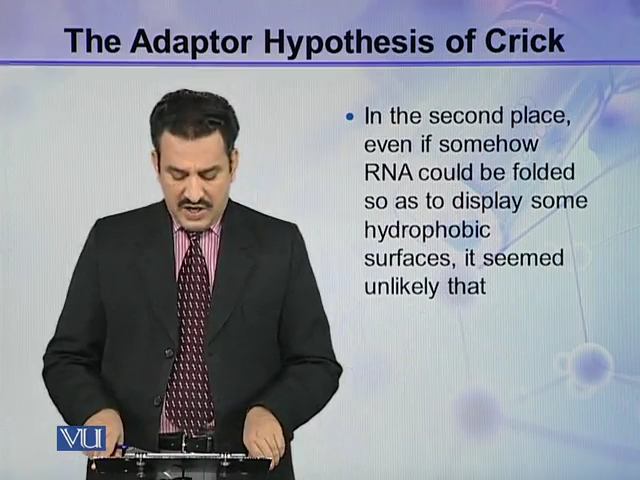 The Adaptor Hypothesis of Crick
• In the second place,
even if somehow
RNA could be folded
so as to display some
hydrophobic
surfaces, it seemed
unlikely that
VU